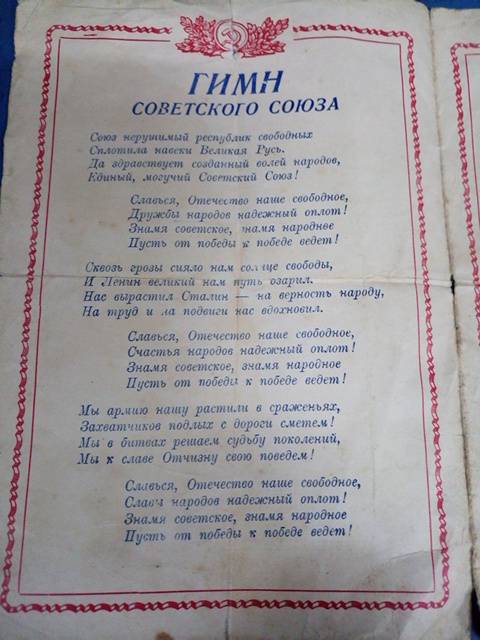 ГИМН
СОВЕТСКОГО СОЮЗА
Союз нерушимый республик свободных
Сплотила навеки Великая Русь.
Да здравствует созданный волей народов,
Единый, могучий Советский Союз!
Славься, Отечество наше свободное,
Дружбы народов надежный оплот!
Знамя советское, знамя народное
Пусть от победы к победе ведет!
Сквозь грозы сияло нам солнце свободы,
И Ленин великий нам путь озарил.
Нас вырастил Сталин — на верность народу,
На труд и на подвиги нас вдохновил.
Славься, Отечество наше свободное,
Счастья народов надежный оплот!
Знамя советское, знамя народное
Пусть от победы к победе ведет!
Мы армию нашу растили в сраженьях,
Захватчиков подлых с дороги сметем!
Мы в битвах решаем судьбу поколений,
Мы к славе Отчизну свою поведем!
Славься, Отечество наше свободное,
Славы народов надежный оплот!
Знамя советское, знамя народное
Пусть от победы к победе ведет!